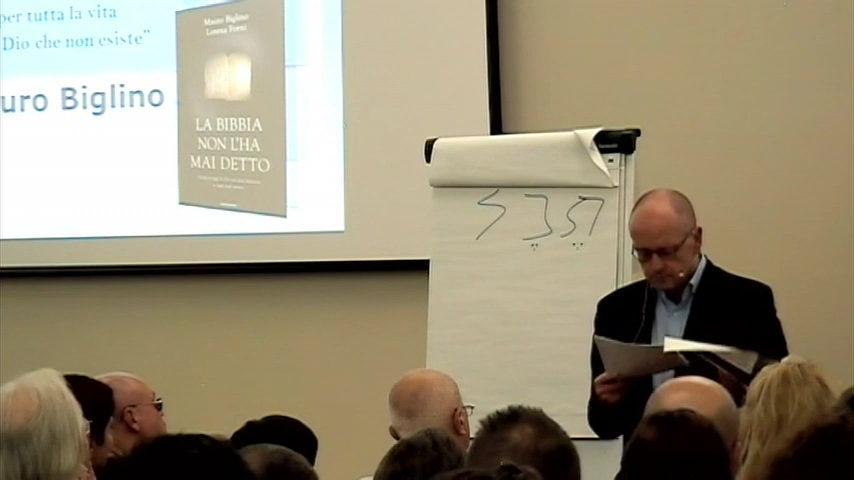 per tutta la vita
Dio che non esiste”
uro Biglino
Mauro Biglino
Lorena Forni
LA BIBBIA
NON L'HA
MAI DETTO